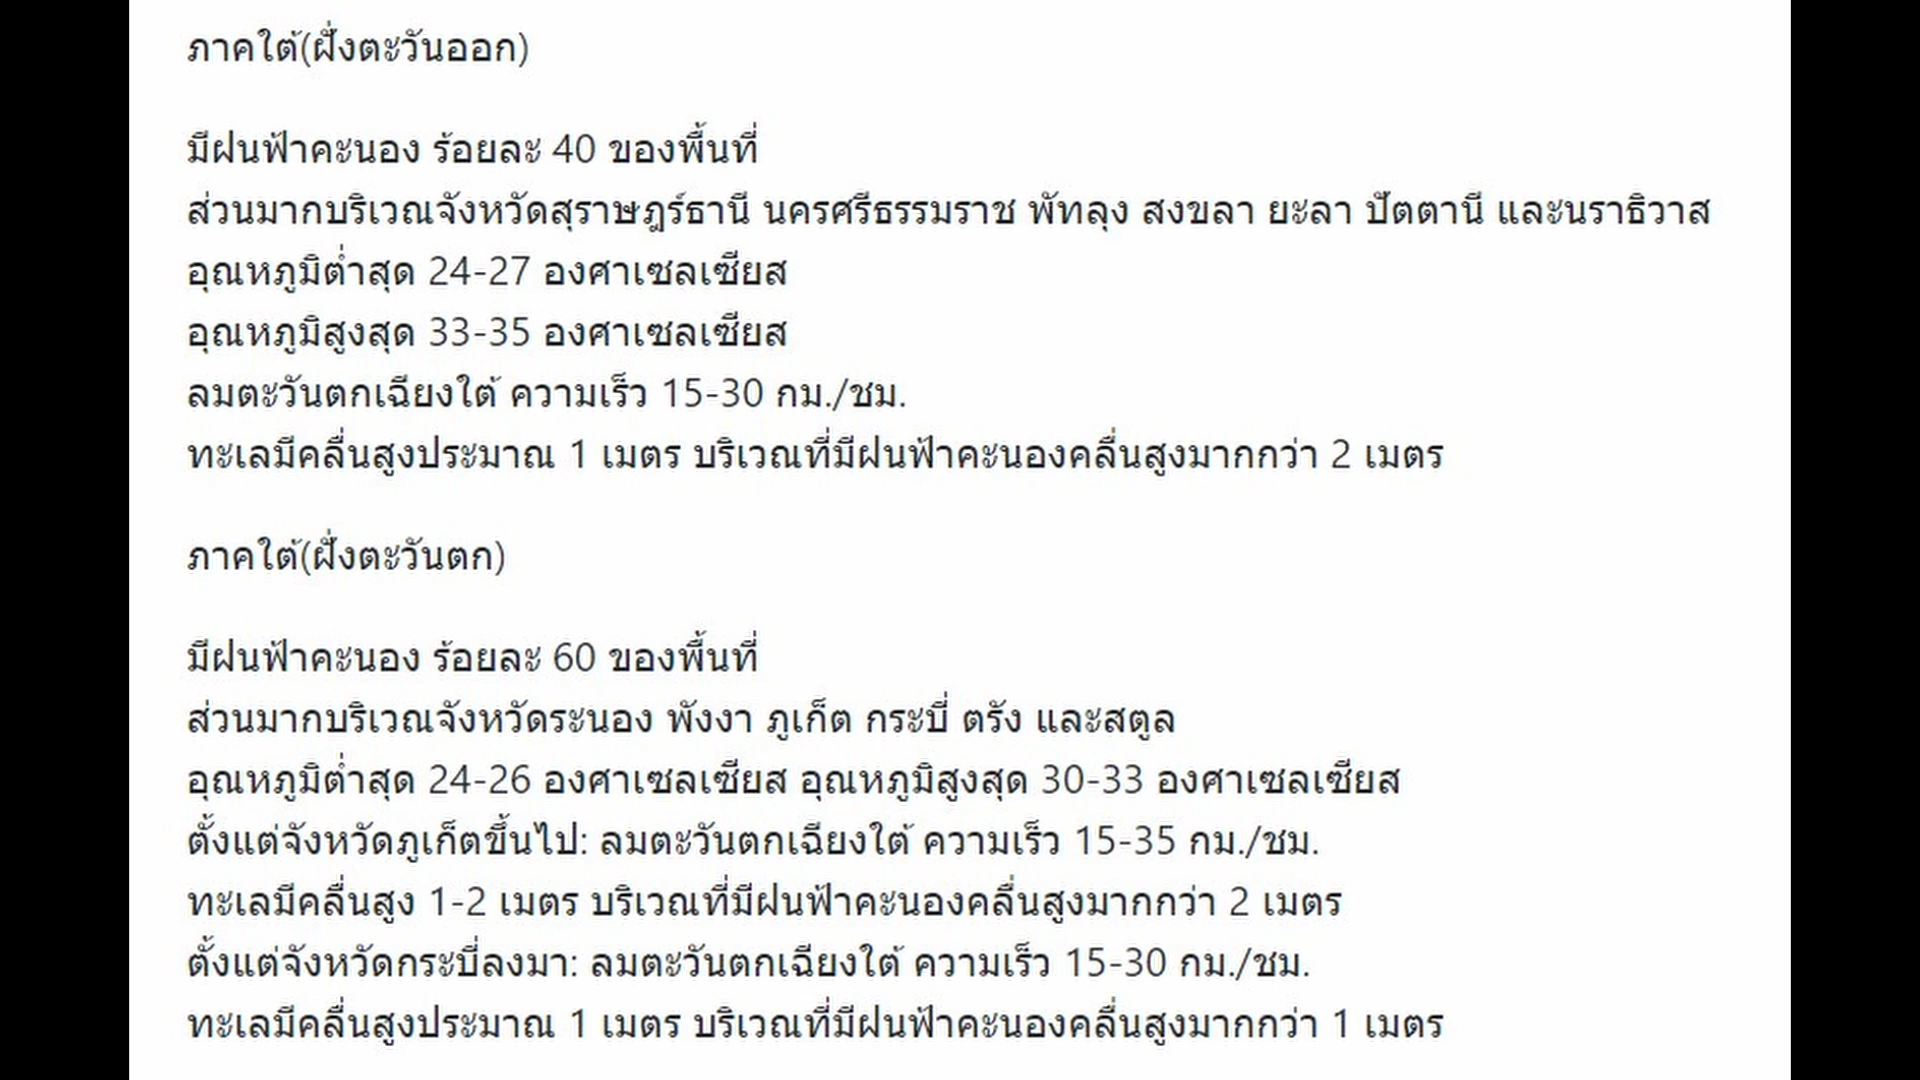 ภาคใต้(ฝั่งตะวันออก)
มีฝนฟ้าคะนอง ร้อยละ 40 ของพื้นที่
ส่วนมากบริเวณจังหวัดสุราษฎร์ธานี นครศรีธรรมราช พัทลุง สงขลา ยะลา ปัตตานี และนราธิวาส
อุณหภูมิต่ำสุด 24-27 องศาเซลเซียส
อุณหภูมิสูงสุด 33-35 องศาเซลเซียส
ลมตะวันตกเฉียงใต้ ความเร็ว 15-30 กม./ชม.
ทะเลมีคลื่นสูงประมาณ 1 เมตร บริเวณที่มีฝนฟ้าคะนองคลื่นสูงมากกว่า 2 เมตร
ภาคใต้(ฝั่งตะวันตก)
มีฝนฟ้าคะนอง ร้อยละ 60 ของพื้นที่
ส่วนมากบริเวณจังหวัดระนอง พังงา ภูเก็ต กระบี่ ตรัง และสตูล
อุณหภูมิต่ำสุด 24-26 องศาเซลเซียส อุณหภูมิสูงสุด 30-33 องศาเซลเซียส
ตั้งแต่จังหวัดภูเก็ตขึ้นไป: ลมตะวันตกเฉียงใต้ ความเร็ว 15-35 กม./ชม.
ทะเลมีคลื่นสูง 1-2 เมตร บริเวณที่มีฝนฟ้าคะนองคลื่นสูงมากกว่า 2 เมตร
ตั้งแต่จังหวัดกระบี่ลงมา: ลมตะวันตกเฉียงใต้ ความเร็ว 15-30 กม./ชม.
ทะเลมีคลื่นสูงประมาณ 1 เมตร บริเวณที่มีฝนฟ้าคะนองคลื่นสูงมากกว่า 1 เมตร